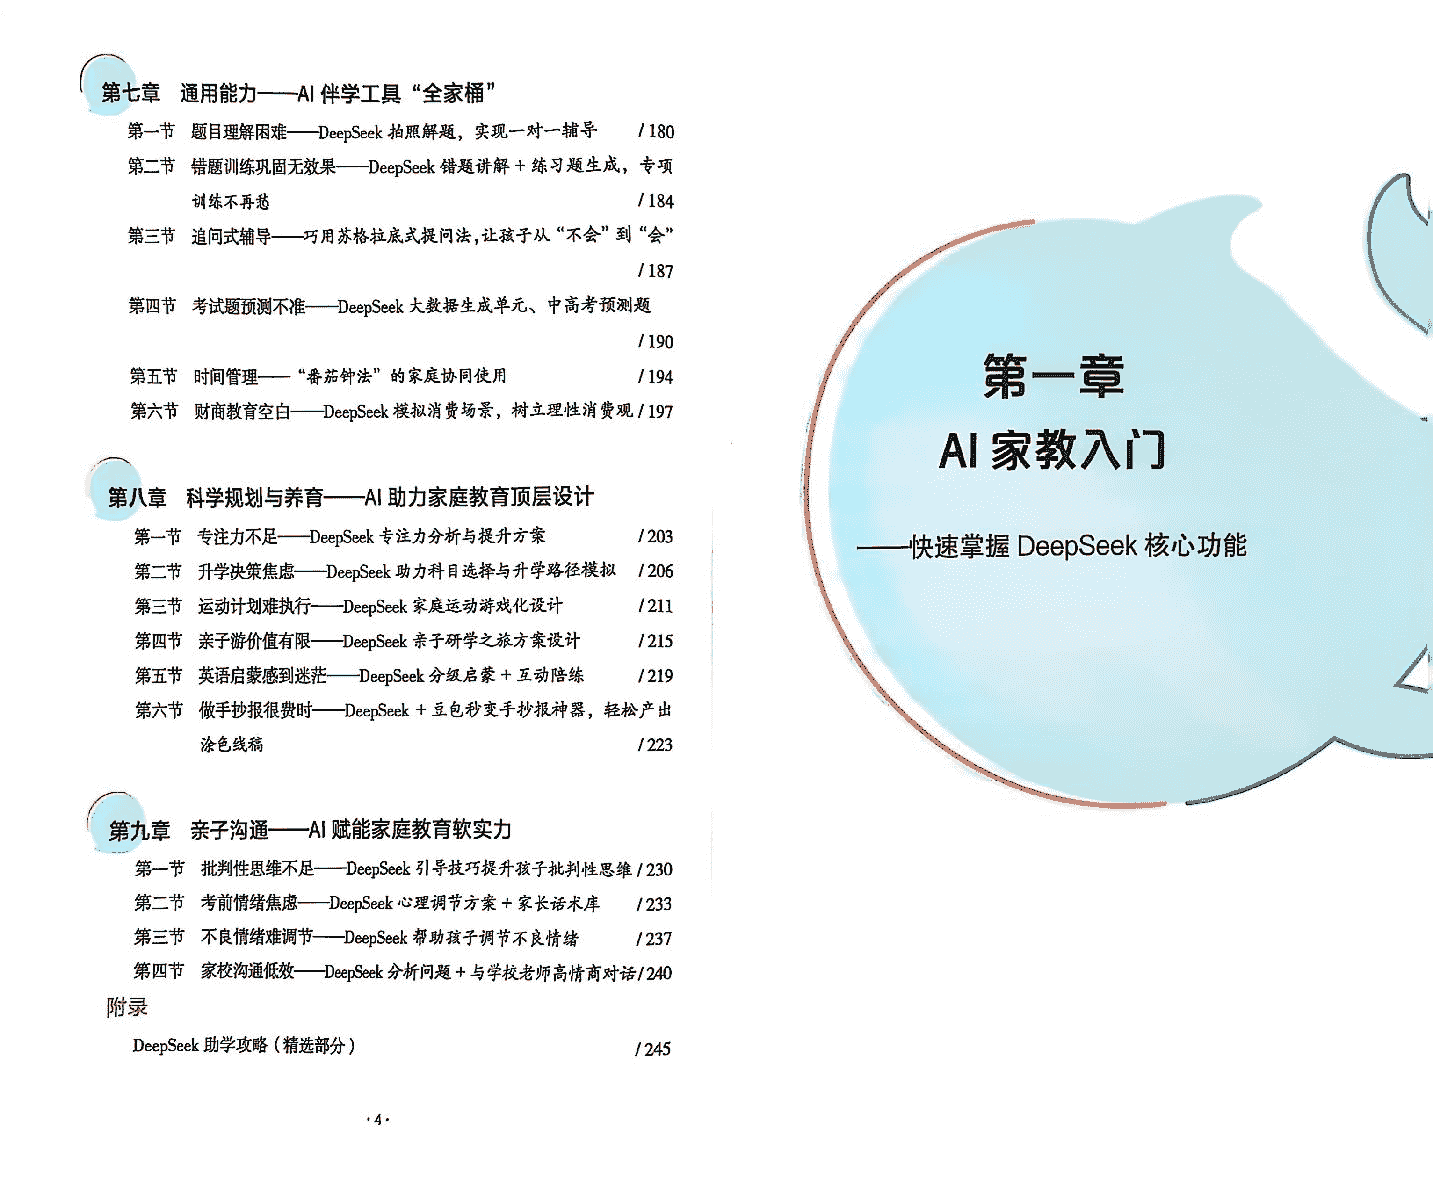 第七章 通用能力——AI 伴学工具“全家桶”
第一节 题目理解困难——DeepSeek 拍照解题，实现一对一辅导 / 180
第二节 错题训练巩固无效果——DeepSeek 错题讲解 + 练习题生成，专项
训练不再愁 / 184
第三节 追问式辅导——巧用苏格拉底式提问法，让孩子从“不会”到“会”
/ 187
第四节 考试题预测不准——DeepSeek 大数据生成单元、中高考预测题
/ 190
第五节 时间管理——“番茄钟法”的家庭协同使用 / 194
第六节 财商教育空白——DeepSeek 模拟消费场景，树立理性消费观 / 197
第八章 科学规划与养育——AI 助力家庭教育顶层设计
第一节 专注力不足——DeepSeek 专注力分析与提升方案 / 203
第二节 升学决策焦虑——DeepSeek 助力科目选择与升学路径模拟 / 206
第三节 运动计划难执行——DeepSeek 家庭运动游戏化设计 / 211
第四节 亲子游价值有限——DeepSeek 亲子研学之旅方案设计 / 215
第五节 英语启蒙感到迷茫——DeepSeek 分级启蒙 + 互动陪练 / 219
第六节 做手抄报很费时——DeepSeek + 豆包秒变手抄报神器，轻松产出
涂色线稿 / 223
第九章 亲子沟通——AI 赋能家庭教育软实力
第一节 批判性思维不足——DeepSeek 引导技巧提升孩子批判性思维 / 230
第二节 考前情绪焦虑——DeepSeek 心理调节方案 + 家长话术库 / 233
第三节 不良情绪难调节——DeepSeek 帮助孩子调节不良情绪 / 237
第四节 家校沟通低效——DeepSeek 分析问题 + 与学校老师高情商对话 / 240
附录
DeepSeek 助学攻略（精选部分） / 245
· 4 ·
第一章
AI 家教入门
——快速掌握 DeepSeek 核心功能